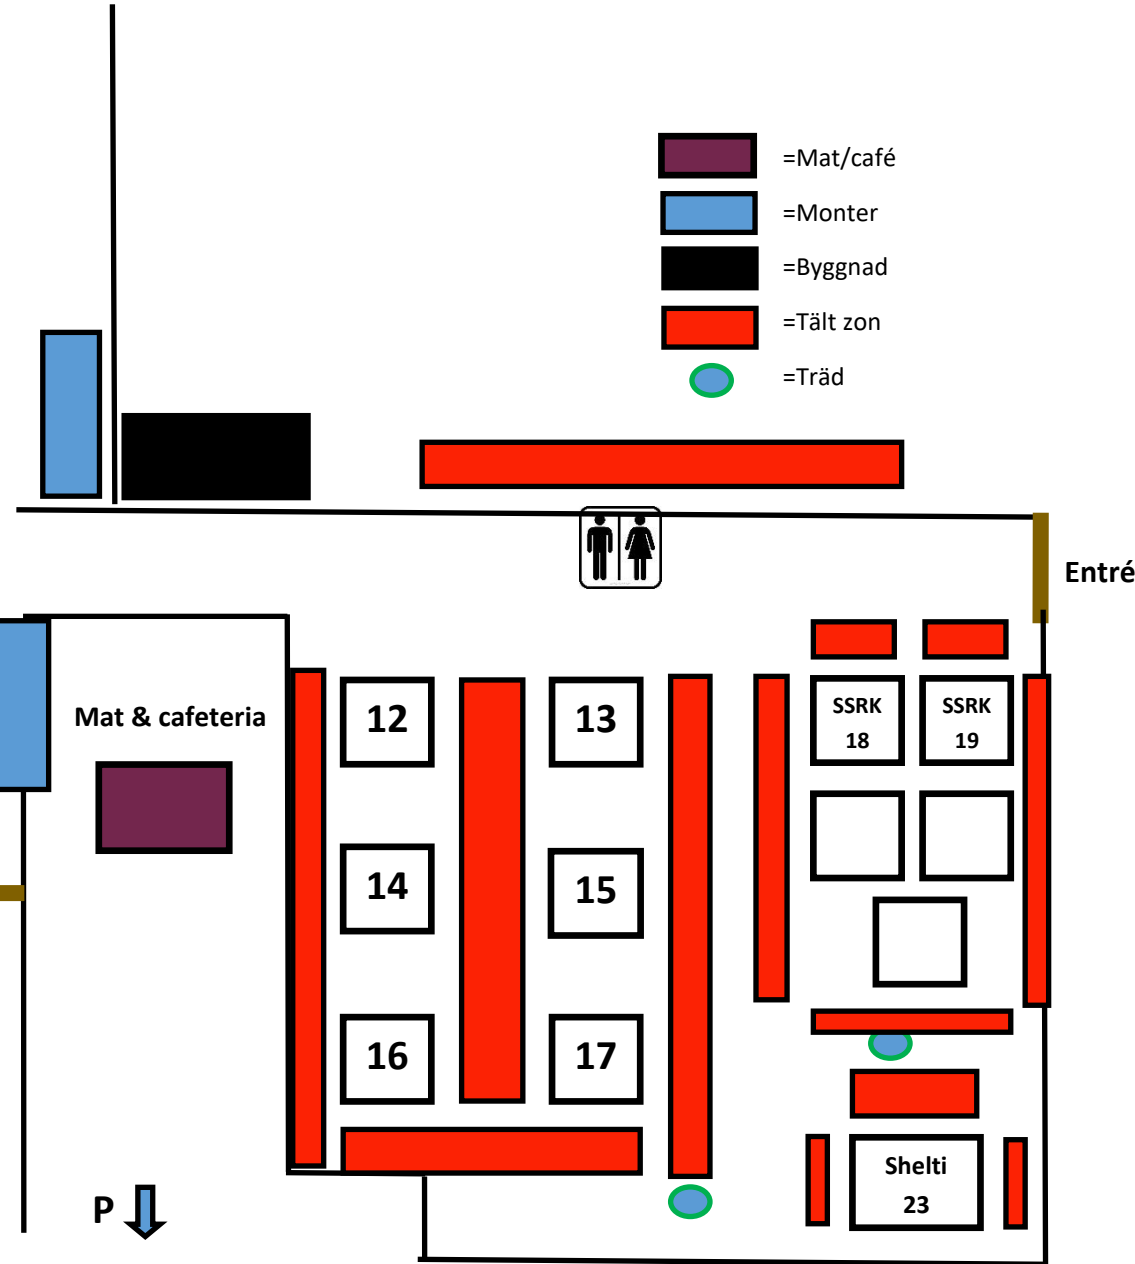 =Mat/café
=Monter
=Byggnad
=Tält zon
=Träd
Entré
Mat & cafeteria
12
13
SSRK
18
SSRK
19
14
15
16
17
Shelti
23
P